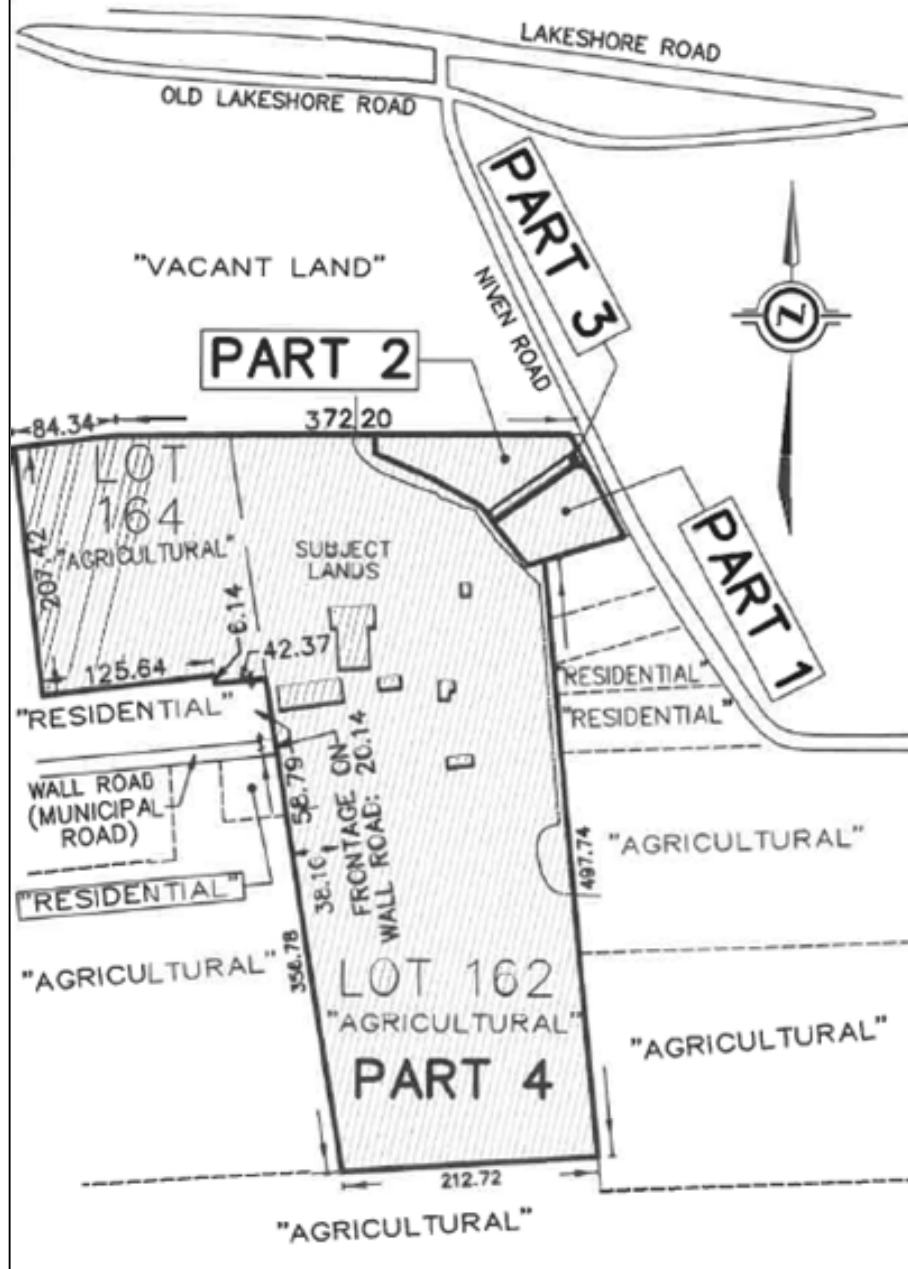 LAKESHORE ROAD
OLD LAKESHORE ROAD
PART 3
"VACANT LAND"
NIVEN ROAD
N
PART 2
84.34
372.20
LOT
164
"AGRICULTURAL"
207.42
SUBJECT
LANDS
PART 1
6.14
42.37
125.64
"RESIDENTIAL"
"RESIDENTIAL"
"RESIDENTIAL"
WALL ROAD
(MUNICIPAL
ROAD)
58.79
38.10
FRONTAGE ON
WALL ROAD: 20.14
"AGRICULTURAL"
497.74
"RESIDENTIAL"
"AGRICULTURAL"
356.78
LOT 162
"AGRICULTURAL"
"AGRICULTURAL"
PART 4
212.72
"AGRICULTURAL"